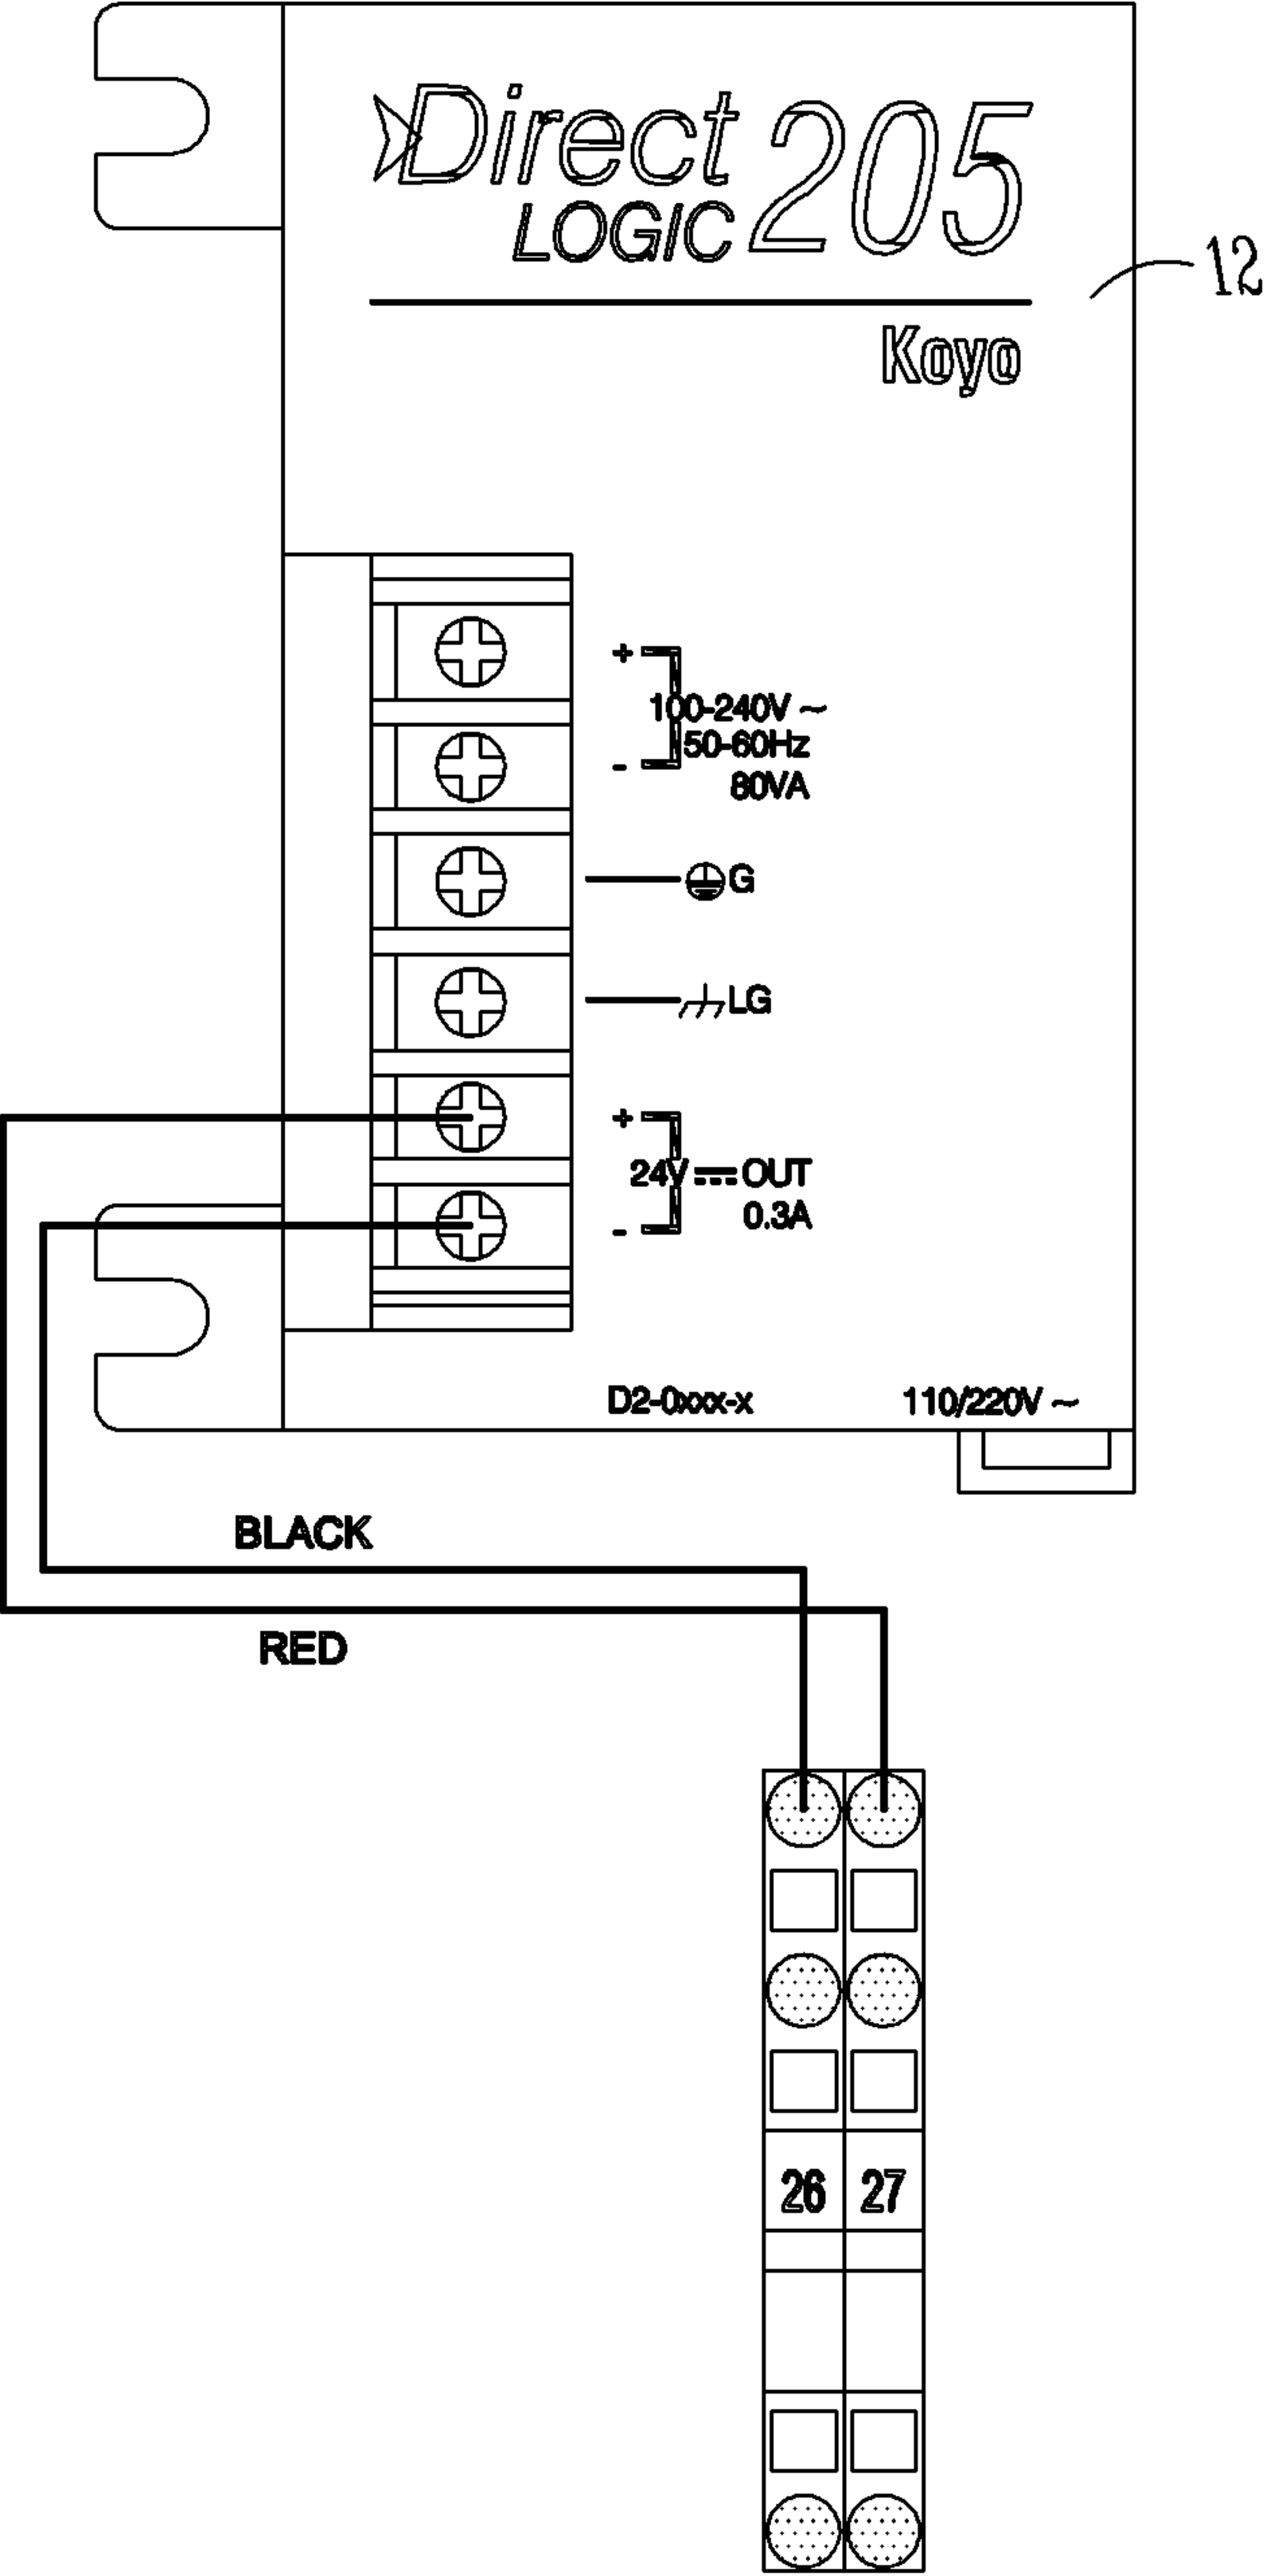 Direct
LOGIC 205
12
Koyo
+
100-240V ~
50-60Hz
-
80VA
G
LG
+
24V OUT
0.3A
-
D2-0xxx-x 110/220V ~
BLACK
RED
26 27